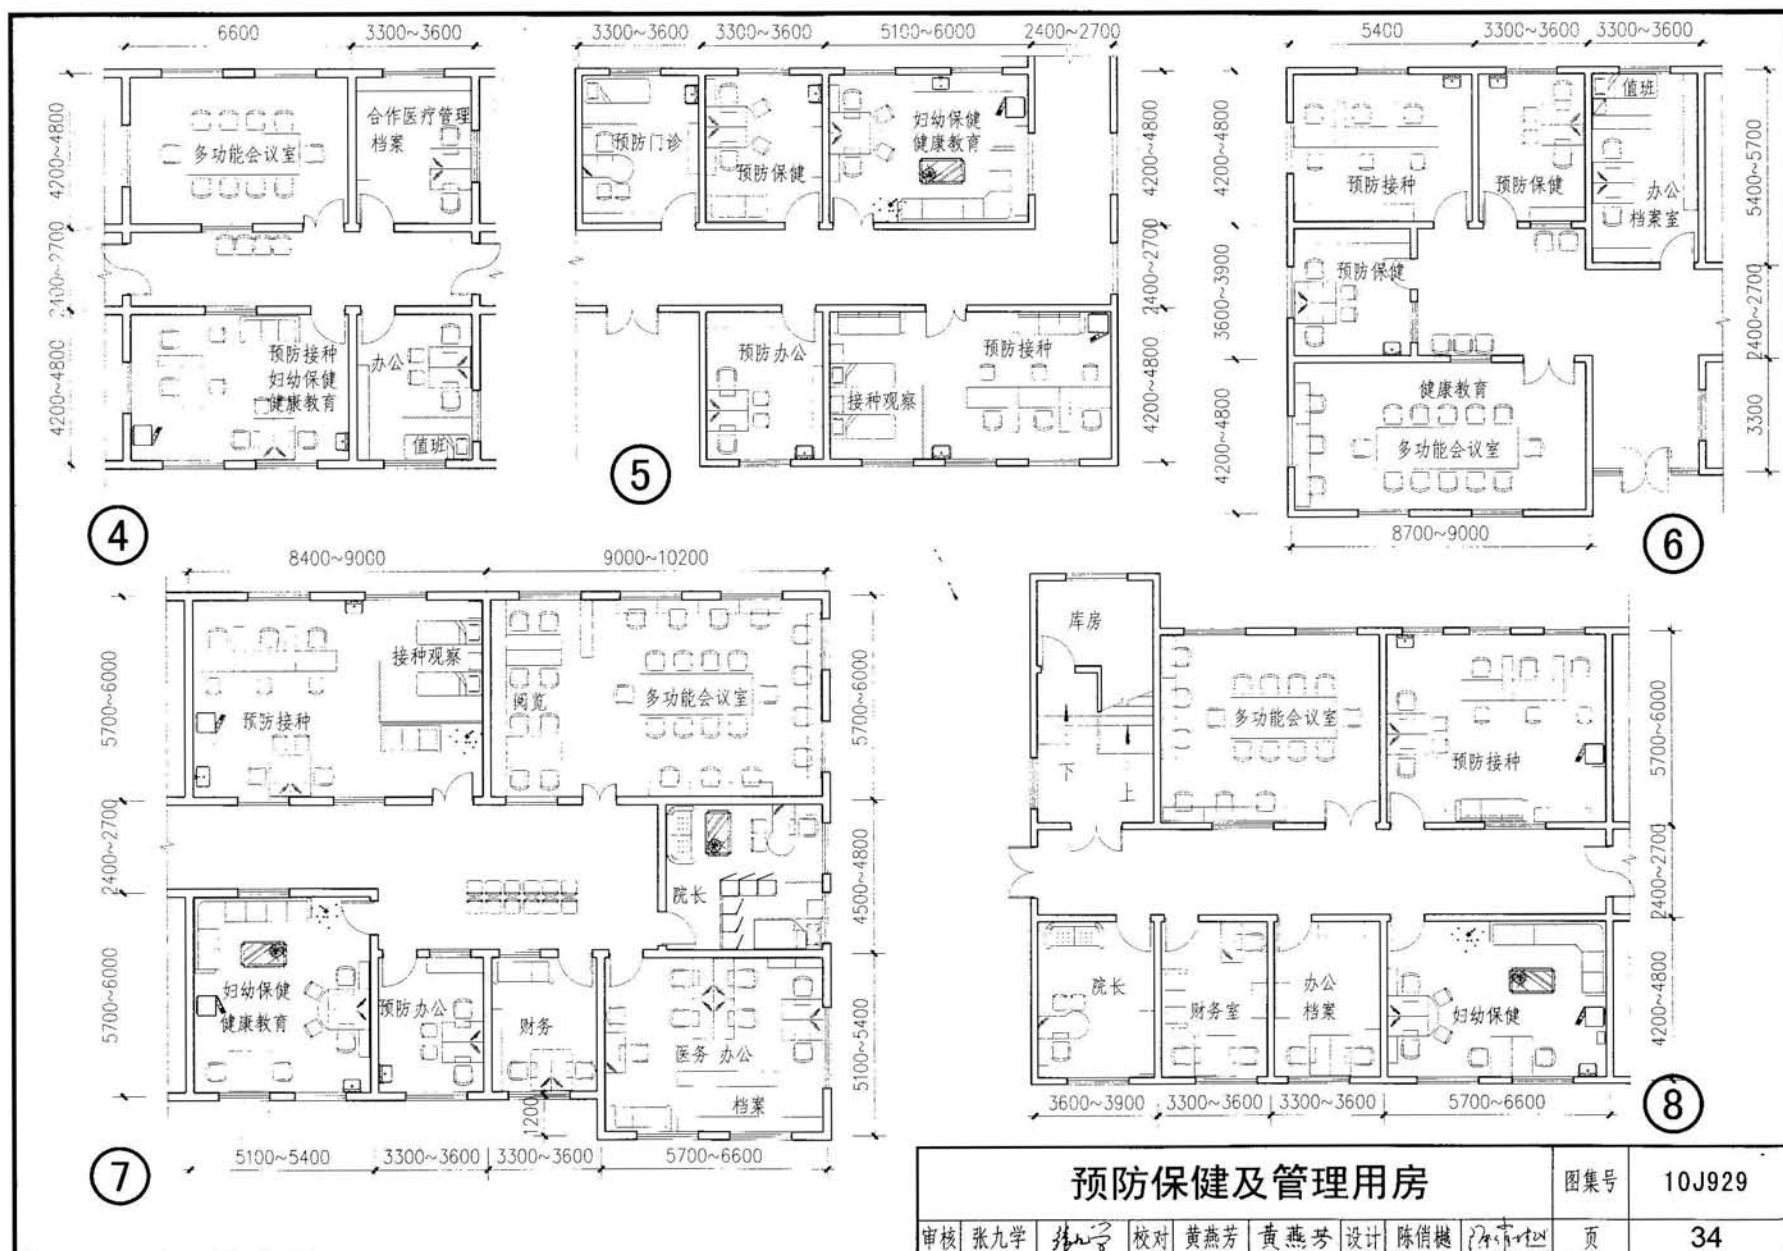 6600
3300~3600
4200~4800
2400~2700
4200~4800
合作医疗管理
档案
多功能会议室
预防接种
妇幼保健
健康教育
办公
值班
4
3300~3600
3300~3600
5100~6000
2400~2700
预防门诊
预防保健
妇幼保健
健康教育
4200~4800
2400~2700
4200~4800
预防办公
预防接种
接种观察
5
5400
3300~3600
3300~3600
4200~4800
3600~3900
4200~4800
值班
预防接种
预防保健
办公
档案室
预防保健
健康教育
多功能会议室
5400~5700
2400~2700
3300
8700~9000
6
8400~9000
9000~10200
5700~6000
2400~2700
5700~6000
接种观察
预防接种
阅览
多功能会议室
5700~6000
4500~4800
5100~5400
院长
妇幼保健
健康教育
预防办公
财务
医务 办公
档案
1200
5100~5400
3300~3600
3300~3600
5700~6600
7
库房
下
上
多功能会议室
预防接种
5700~6000
2400~2700
4200~4800
院长
财务室
办公
档案
妇幼保健
3600~3900
3300~3600
3300~3600
5700~6600
8
预防保健及管理用房
图集号
10J929
审核 张九学 校对 黄燕芳 黄燕芳 设计 陈俏樾 页 34